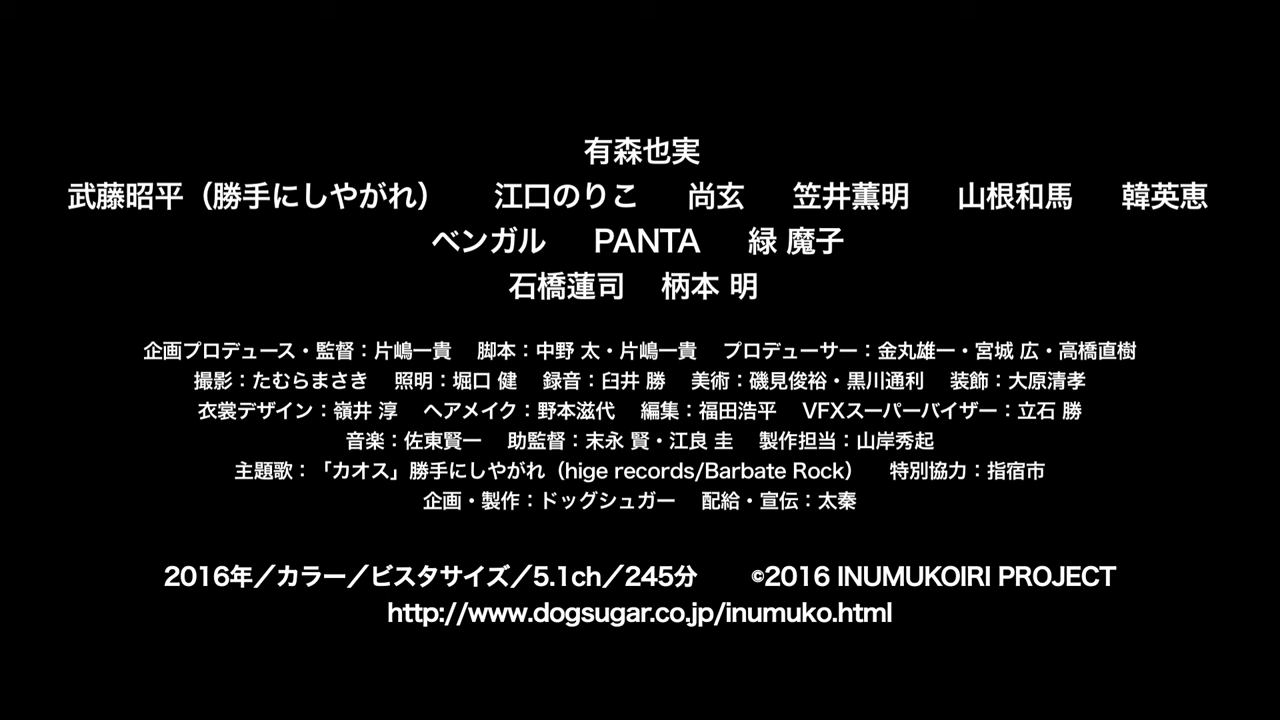 有森也実
武藤昭平（勝手にしやがれ） 江口のりこ 尚玄 笠井薫明 山根和馬 韓英恵
ベンガル PANTA 緑 魔子
石橋蓮司 柄本 明
企画プロデュース・監督：片嶋一貴 脚本：中野 太・片嶋一貴 プロデューサー：金丸雄一・宮城 広・高橋直樹
撮影：たむらまさき 照明：堀口 健 録音：臼井 勝 美術：磯見俊裕・黒川通利 装飾：大原清孝
衣裳デザイン：嶺井 淳 ヘアメイク：野本滋代 編集：福田浩平 VFXスーパーバイザー：立石 勝
音楽：佐東賢一 助監督：末永 賢・江良 圭 製作担当：山岸秀起
主題歌：「カオス」勝手にしやがれ（hige records/Barbate Rock） 特別協力：指宿市
企画・製作：ドッグシュガー 配給・宣伝：太秦
2016年／カラー／ビスタサイズ／5.1ch／245分 ©2016 INUMUKOIRI PROJECT
http://www.dogsugar.co.jp/inumuko.html